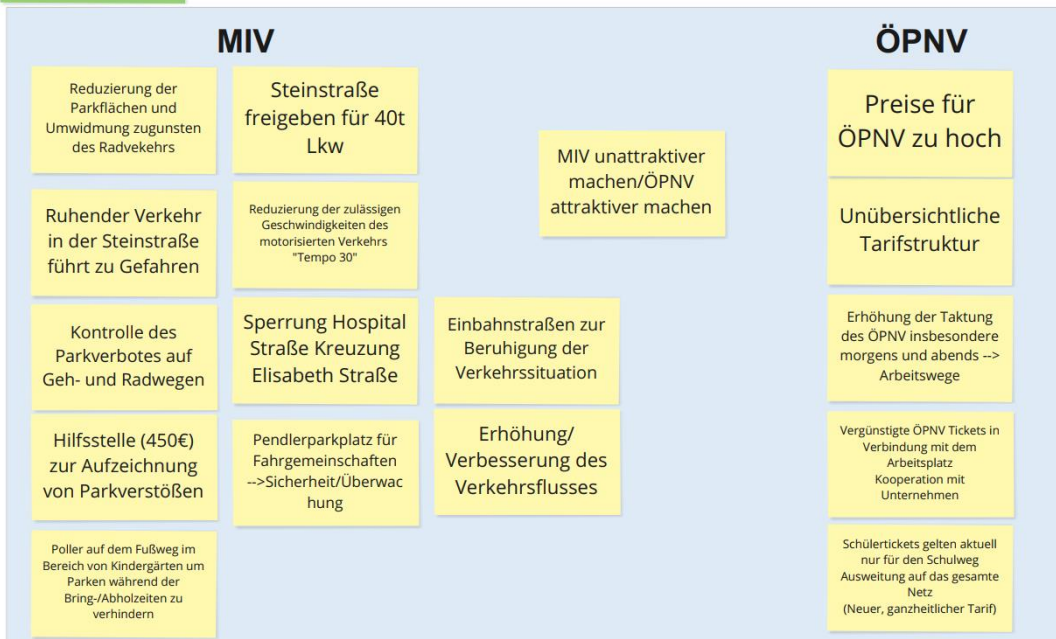 MIV
Reduzierung der
Parkflächen und
Umwidmung zugunsten
des Radvekehrs
Ruhender Verkehr
in der Steinstraße
führt zu Gefahren
Kontrolle des
Parkverbotes auf
Geh- und Radwegen
Hilfsstelle (450€)
zur Aufzeichnung
von Parkverstößen
Poller auf dem Fußweg im
Bereich von Kindergärten um
Parken während der
Bring-/Abholzeiten zu
verhindern
Steinstraße
freigeben für 40t
Lkw
Reduzierung der zulässigen
Geschwindigkeiten des
motorisierten Verkehrs
"Tempo 30"
Sperrung Hospital
Straße Kreuzung
Elisabeth Straße
Pendlerparkplatz für
Fahrgemeinschaften
-->Sicherheit/Überwac
hung
Einbahnstraßen zur
Beruhigung der
Verkehrssituation
Erhöhung/
Verbesserung des
Verkehrsflusses
MIV unattraktiver
machen/ÖPNV
attraktiver machen
ÖPNV
Preise für
ÖPNV zu hoch
Unübersichtliche
Tarifstruktur
Erhöhung der Taktung
des ÖPNV insbesondere
morgens und abends -->
Arbeitswege
Vergünstigte ÖPNV Tickets in
Verbindung mit dem
Arbeitsplatz
Kooperation mit
Unternehmen
Schülertickets gelten aktuell
nur für den Schulweg
Ausweitung auf das gesamte
Netz
(Neuer, ganzheitlicher Tarif)